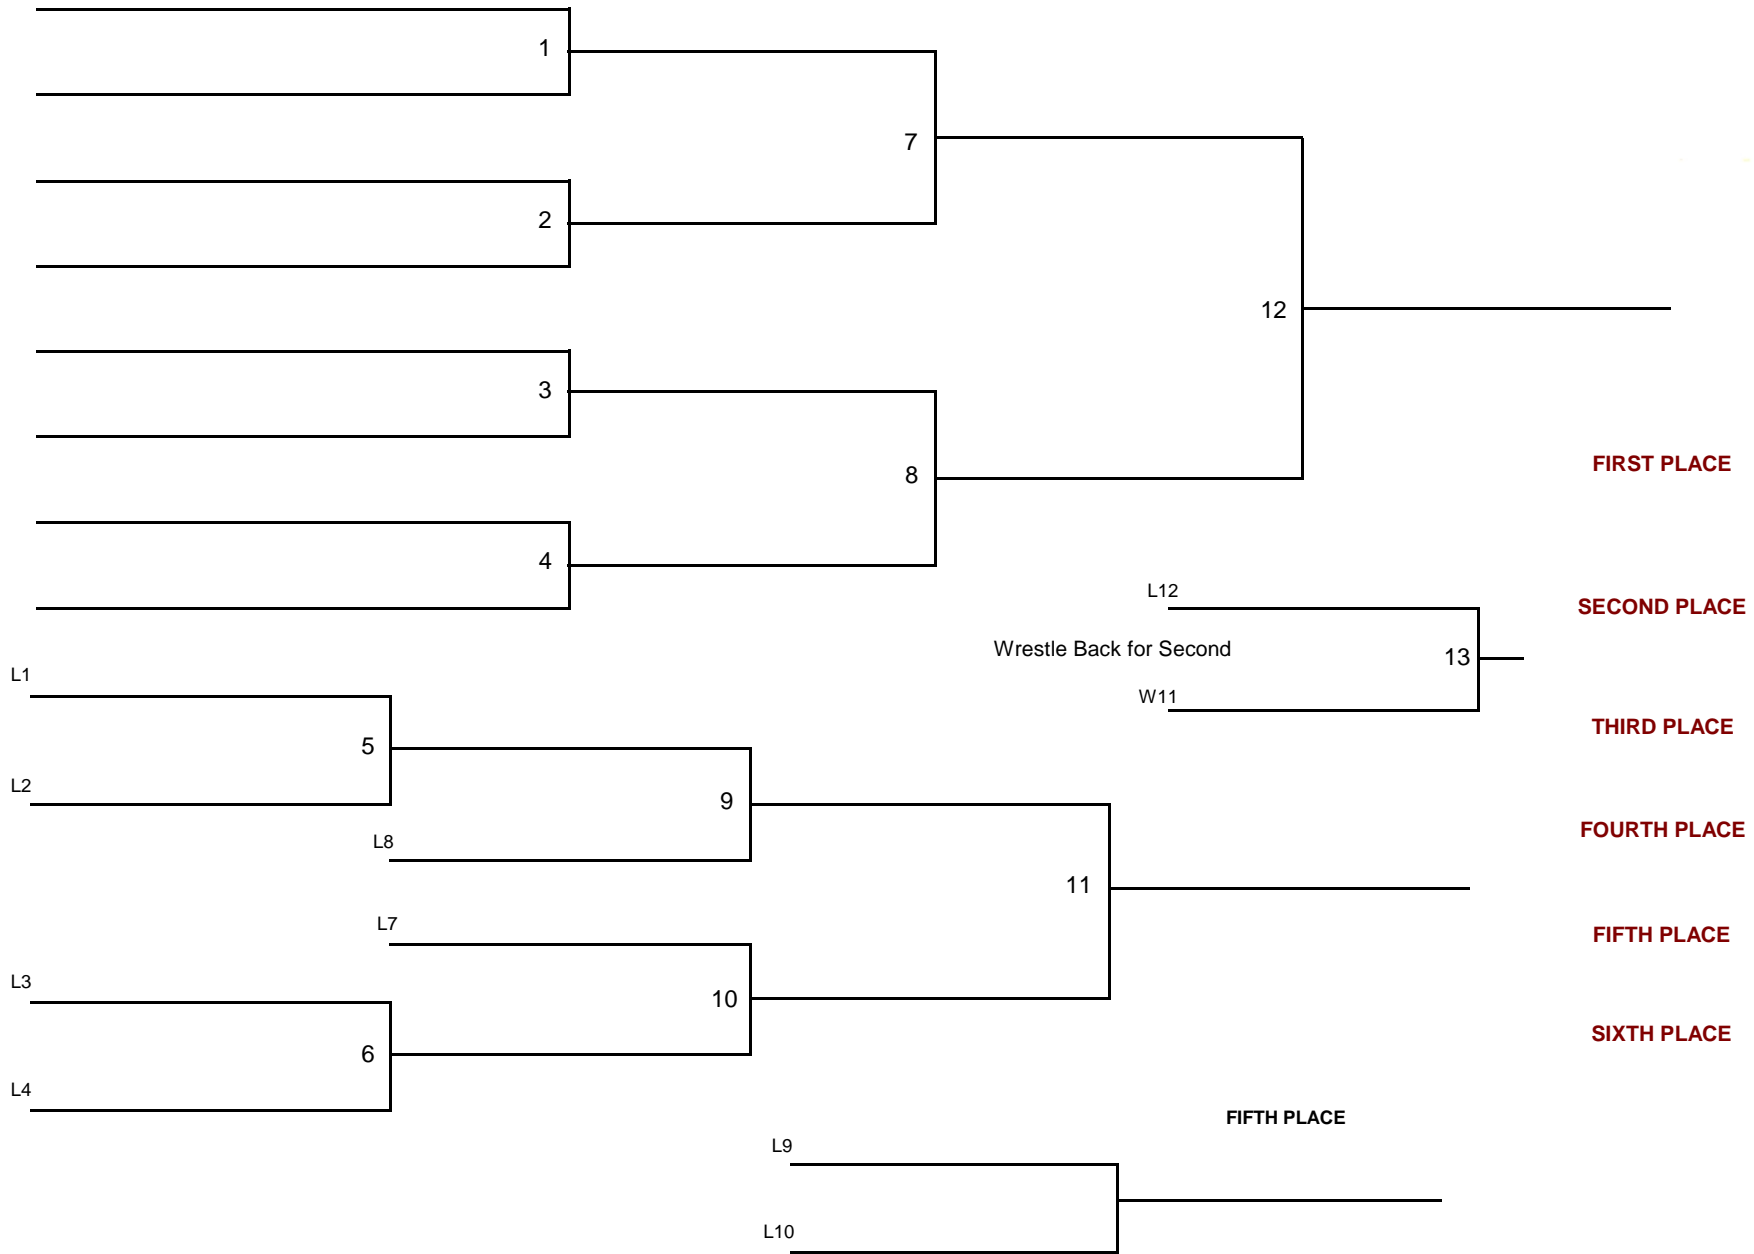 1
7
2
12
3
FIRST PLACE
8
4
L12
SECOND PLACE
Wrestle Back for Second
13
L1
W11
THIRD PLACE
5
L2
9
FOURTH PLACE
L8
11
L7
FIFTH PLACE
L3
10
SIXTH PLACE
6
L4
FIFTH PLACE
L9
L10